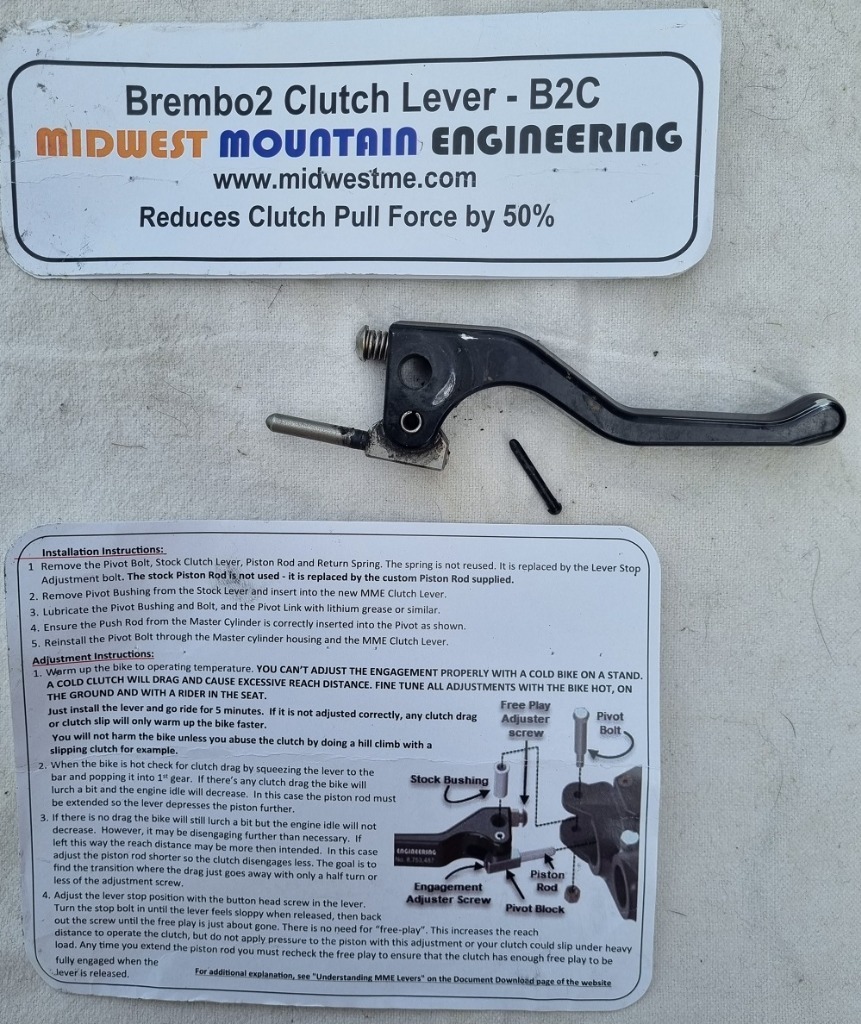 Brembo2 Clutch Lever - B2C
MIDWEST MOUNTAIN ENGINEERING
www.midwestme.com
Reduces Clutch Pull Force by 50%
Installation Instructions:
1 Remove the Pivot Bolt, Stock Clutch Lever, Piston Rod and Return Spring. The spring is not reused. It is replaced by the Lever Stop
Adjustment bolt. The stock Piston Rod is not used - it is replaced by the custom Piston Rod supplied.
2. Remove Pivot Bushing from the Stock Lever and insert into the new MME Clutch Lever.
3. Lubricate the Pivot Bushing and Bolt, and the Pivot Link with lithium grease or similar.
4. Ensure the Push Rod from the Master Cylinder is correctly inserted into the Pivot as shown.
5. Reinstall the Pivot Bolt through the Master cylinder housing and the MME Clutch Lever.
Adjustment Instructions:
1. Warm up the bike to operating temperature. YOU CAN'T ADJUST THE ENGAGEMENT PROPERLY WITH A COLD BIKE ON A STAND.
A COLD CLUTCH WILL DRAG AND CAUSE EXCESSIVE REACH DISTANCE. FINE TUNE ALL ADJUSTMENTS WITH THE BIKE HOT, ON
THE GROUND AND WITH A RIDER IN THE SEAT.
Just install the lever and go ride for 5 minutes. If it is not adjusted correctly, any clutch drag
or clutch slip will only warm up the bike faster.
You will not harm the bike unless you abuse the clutch by doing a hill climb with a
slipping clutch for example.
2. When the bike is hot check for clutch drag by squeezing the lever to the
bar and popping it into 1st gear. If there's any clutch drag the bike will
lurch a bit and the engine idle will decrease. In this case the piston rod must
be extended so the lever depresses the piston further.
3. If there is no drag the bike will still lurch a bit but the engine idle will not
decrease. However, it may be disengaging further than necessary. If
left this way the reach distance may be more then intended. In this case
adjust the piston rod shorter so the clutch disengages less. The goal is to
find the transition where the drag just goes away with only a half turn or
less of the adjustment screw.
4. Adjust the lever stop position with the button head screw in the lever.
Turn the stop bolt in until the lever feels sloppy when released, then back
out the screw until the free play is just about gone. There is no need for "free-play". This increases the reach
distance to operate the clutch, but do not apply pressure to the piston with this adjustment or your clutch could slip under heavy
load. Any time you extend the piston rod you must recheck the free play to ensure that the clutch has enough free play to be
fully engaged when the
lever is released.
For additional explanation, see "Understanding MME Levers" on the Document Download page of the website
Free Play
Adjuster
screw
Pivot
Bolt
Stock Bushing
ENGINEERING
Piston
Rod
Engagement
Adjuster Screw
Pivot Block